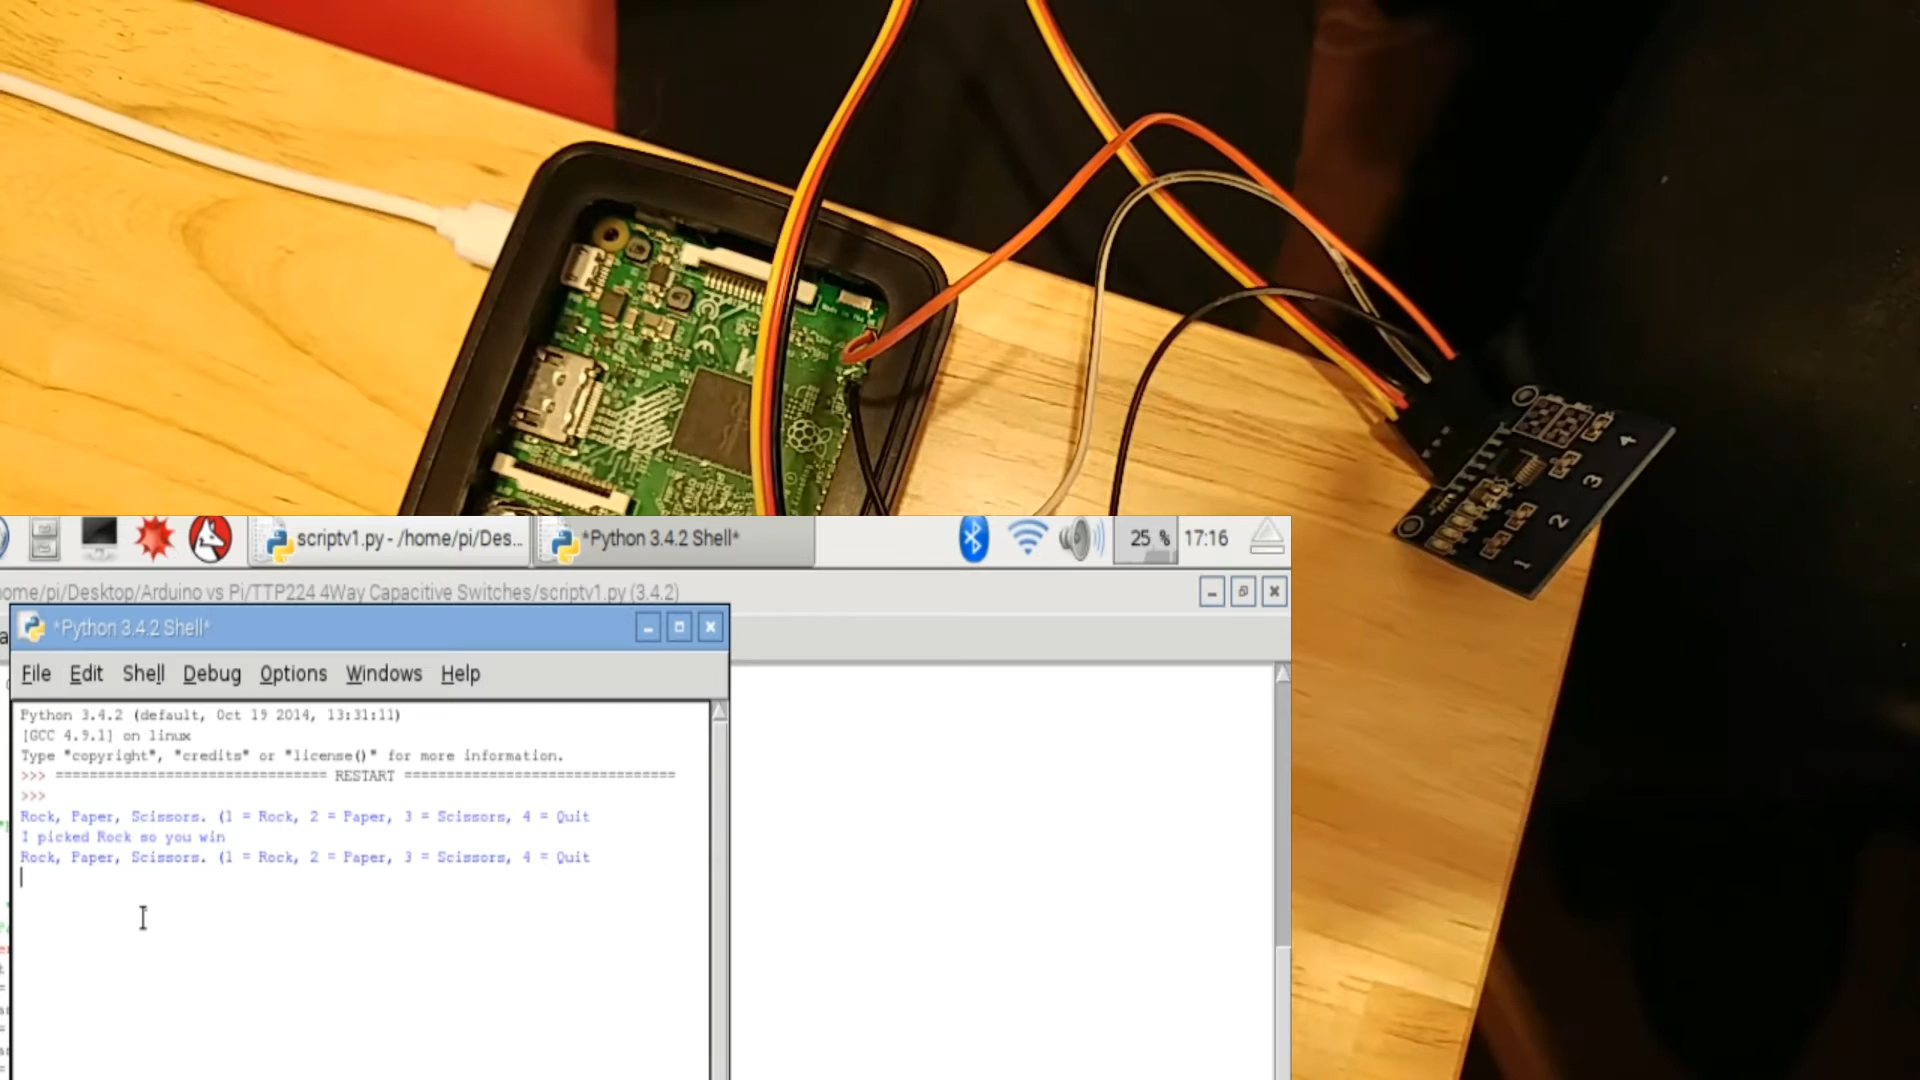 4
3
2
1
scriptv1.py - /home/pi/Des...
*Python 3.4.2 Shell*
25 %
17:16
ome/pi/Desktop/Arduino vs Pi/TTP224 4Way Capacitive Switches/scriptv1.py (3.4.2)
*Python 3.4.2 Shell*
File Edit Shell Debug Options Windows Help
Python 3.4.2 (default, Oct 19 2014, 13:31:11)
[GCC 4.9.1] on linux
Type "copyright", "credits" or "license()" for more information.
>>> ================================ RESTART ================================
>>>
Rock, Paper, Scissors. (1 = Rock, 2 = Paper, 3 = Scissors, 4 = Quit
I picked Rock so you win
Rock, Paper, Scissors. (1 = Rock, 2 = Paper, 3 = Scissors, 4 = Quit